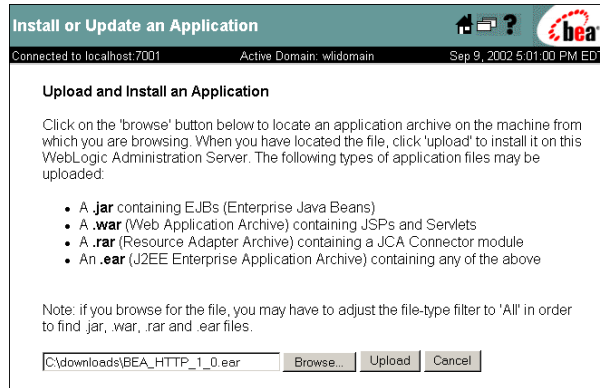 Install or Update an Application
bea
Connected to localhost:7001 Active Domain: wlidomain Sep 9, 2002 5:01:00 PM EDT
Upload and Install an Application
Click on the 'browse' button below to locate an application archive on the machine from
which you are browsing. When you have located the file, click 'upload' to install it on this
WebLogic Administration Server. The following types of application files may be
uploaded:
• A .jar containing EJBs (Enterprise Java Beans)
• A .war (Web Application Archive) containing JSPs and Servlets
• A .rar (Resource Adapter Archive) containing a JCA Connector module
• An .ear (J2EE Enterprise Application Archive) containing any of the above
Note: if you browse for the file, you may have to adjust the file-type filter to 'All' in order
to find .jar, .war, .rar and .ear files.
C:\downloads\BEA_HTTP_1_0.ear Browse... Upload Cancel